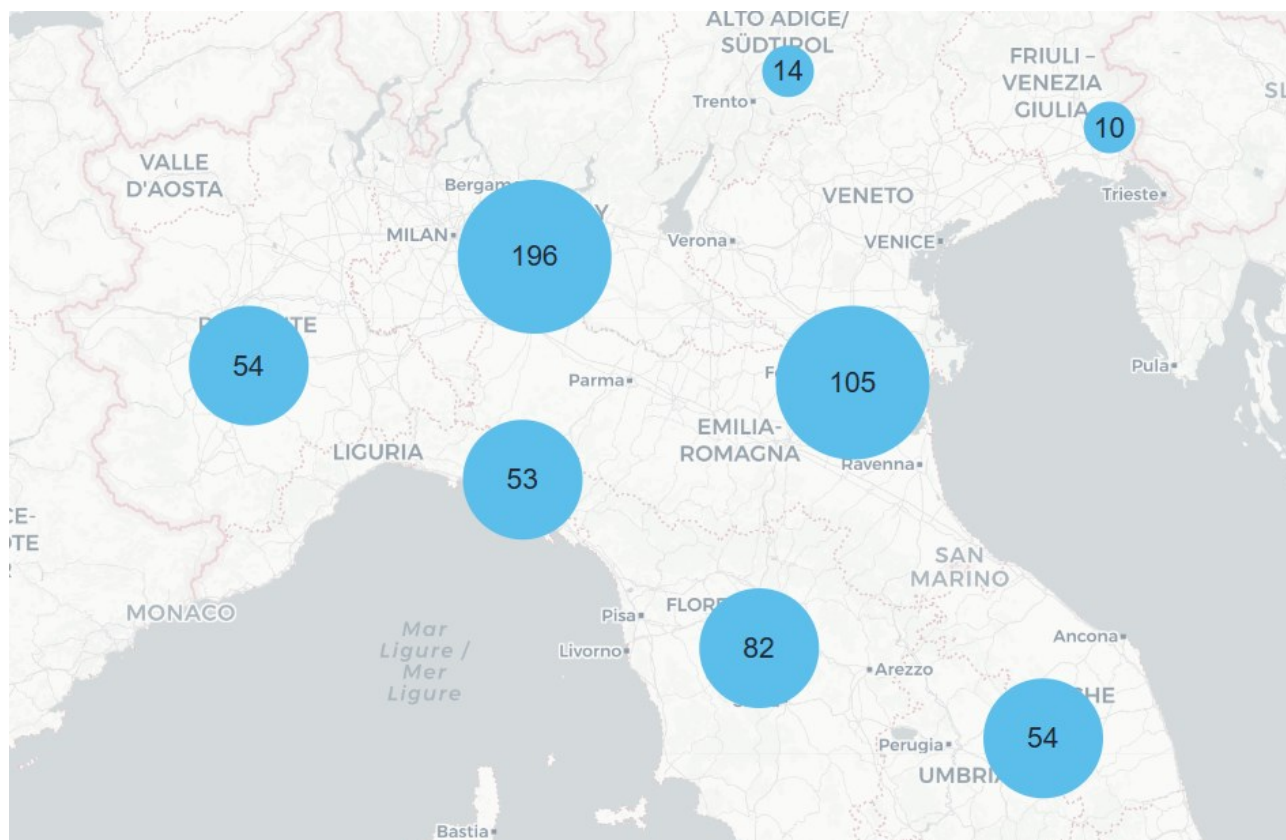 ALTO ADIGE/
SÜDTIROL
14
Trento
FRIULI –
VENEZIA
GIULIA
10
VALLE
D'AOSTA
VENETO
Trieste
MILAN
196
Verona
VENICE
54
Parma
105
Pula
EMILIA-
ROMAGNA
LIGURIA
53
Ravenna
SAN
MARINO
MONACO
Pisa
Mar
Ligure /
Mer
Ligure
Ancona
Livorno
82
Arezzo
54
Perugia
Bastia